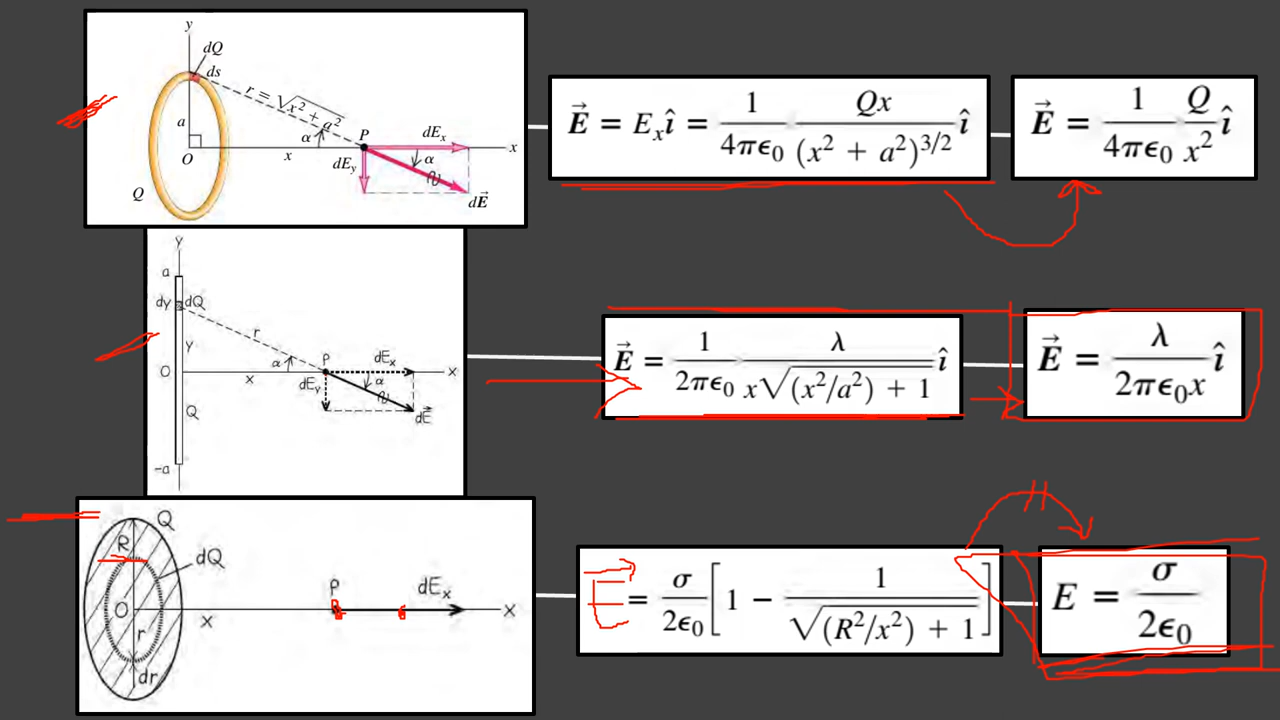 y
dQ
ds
r = √x² + a²
a
α
P
dEₓ
O
x
α
x
dE_y
Q
dE⃗
E⃗ = Eₓî = 1/4πϵ₀ Qx/(x² + a²)^3/2 î
E⃗ = 1/4πϵ₀ Q/x² î
Y
a
dy dQ
r
Y
α
P
dEₓ
O
x
dE_Y
α
x
Q
dE⃗
-a
E⃗ = 1/2πϵ₀ λ/x√(x²/a²) + 1 î
E⃗ = λ/2πϵ₀x î
Q
R
dQ
P
dEₓ
O
x
x
r
dr
E = σ/2ϵ₀ [1 − 1/√(R²/x²) + 1]
E = σ/2ϵ₀